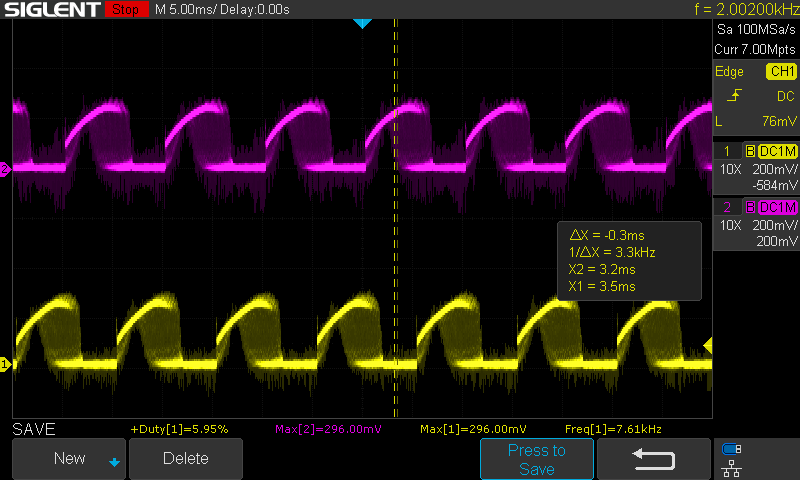 SIGLENT Stop M 5.00ms/ Delay:0.00s f = 2.00200kHz
Sa 100MSa/s
Curr 7.00Mpts
Edge CH1
DC
L 76mV
1 B DC1M
10X 200mV/
-584mV
2 B DC1M
10X 200mV/
200mV
2
ΔX = -0.3ms
1/ΔX = 3.3kHz
X2 = 3.2ms
X1 = 3.5ms
1
SAVE +Duty[1]=5.95% Max[2]=296.00mV Max[1]=296.00mV Freq[1]=7.61kHz
New Delete Press to
Save